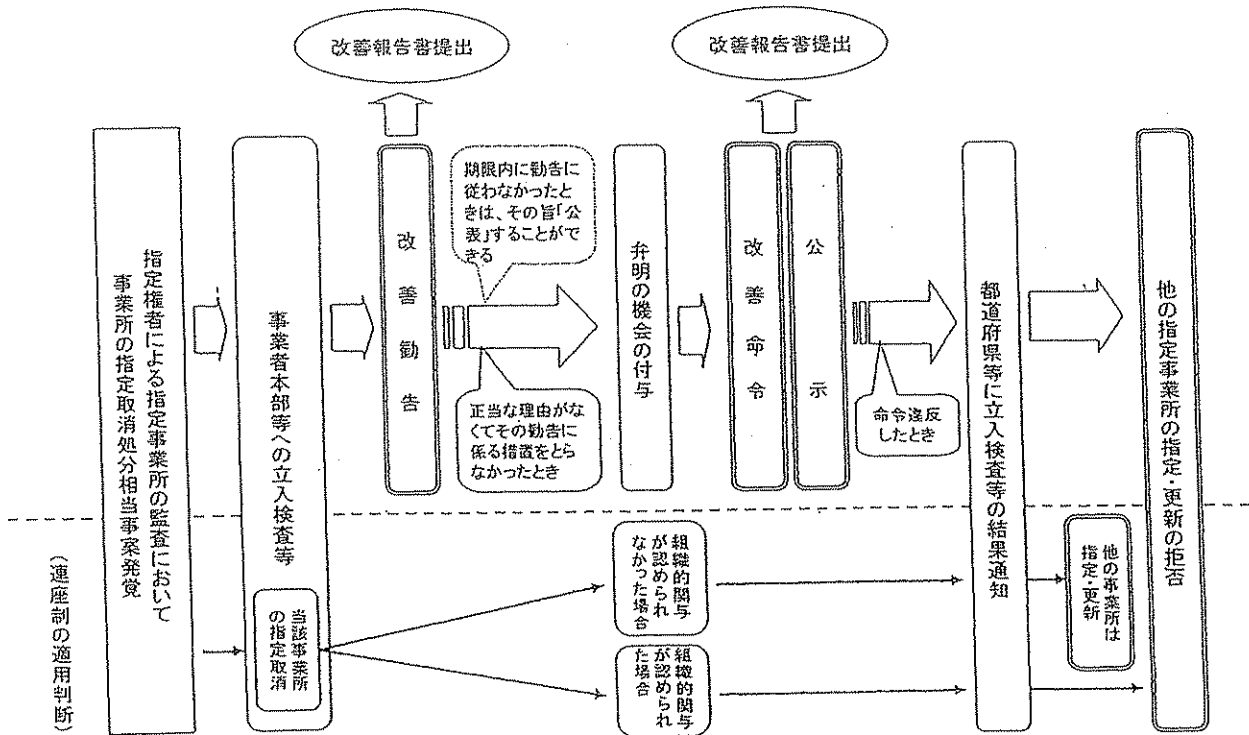 改善報告書提出
改善報告書提出
指定権者による指定事業所の監査において
事業所の指定取消処分相当事案発覚
事業者本部等への立入検査等
改善勧告
期限内に勧告に
従わなかったと
きは、その旨「公
表」することがで
きる
正当な理由がな
くてその勧告に
係る措置をとら
なかったとき
弁明の機会の付与
改善命令
公示
命令違反
したとき
都道府県等に立入検査等の結果通知
他の指定事業所の指定・更新の拒否
（連座制の適用判断）
当該事業所
の指定取消
組織的関与
が認められ
なかった場合
組織的関与
が認められ
た場合
他の事業所は
指定・更新